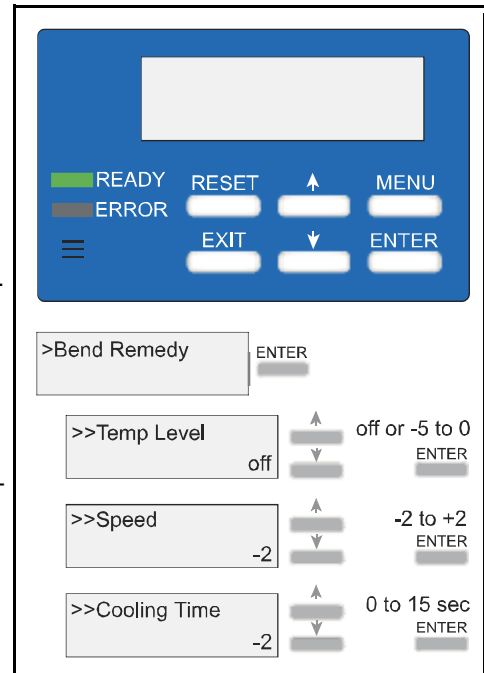 READY
RESET
MENU
ERROR
EXIT
ENTER
>Bend Remedy
ENTER
>>Temp Level
off
off or -5 to 0
ENTER
>>Speed
-2
-2 to +2
ENTER
>>Cooling Time
-2
0 to 15 sec
ENTER